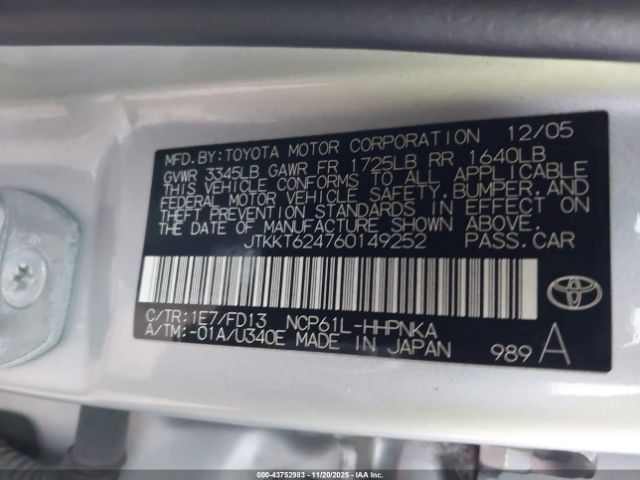 MFD. BY: TOYOTA MOTOR CORPORATION 12/05
GVWR 3345LB GAWR FR 1725LB RR 1640LB
THIS VEHICLE CONFORMS TO ALL APPLICABLE
FEDERAL MOTOR VEHICLE SAFETY, BUMPER, AND
THEFT PREVENTION STANDARDS IN EFFECT ON
THE DATE OF MANUFACTURE SHOWN ABOVE.
JTKKT624760149252 PASS. CAR
C/TR: 1E7/FD13 NCP61L-HHPNKA
A/TM: -01A/U340E MADE IN JAPAN
989 A
000-43752983 - 11/20/2025 - IAAI.COM